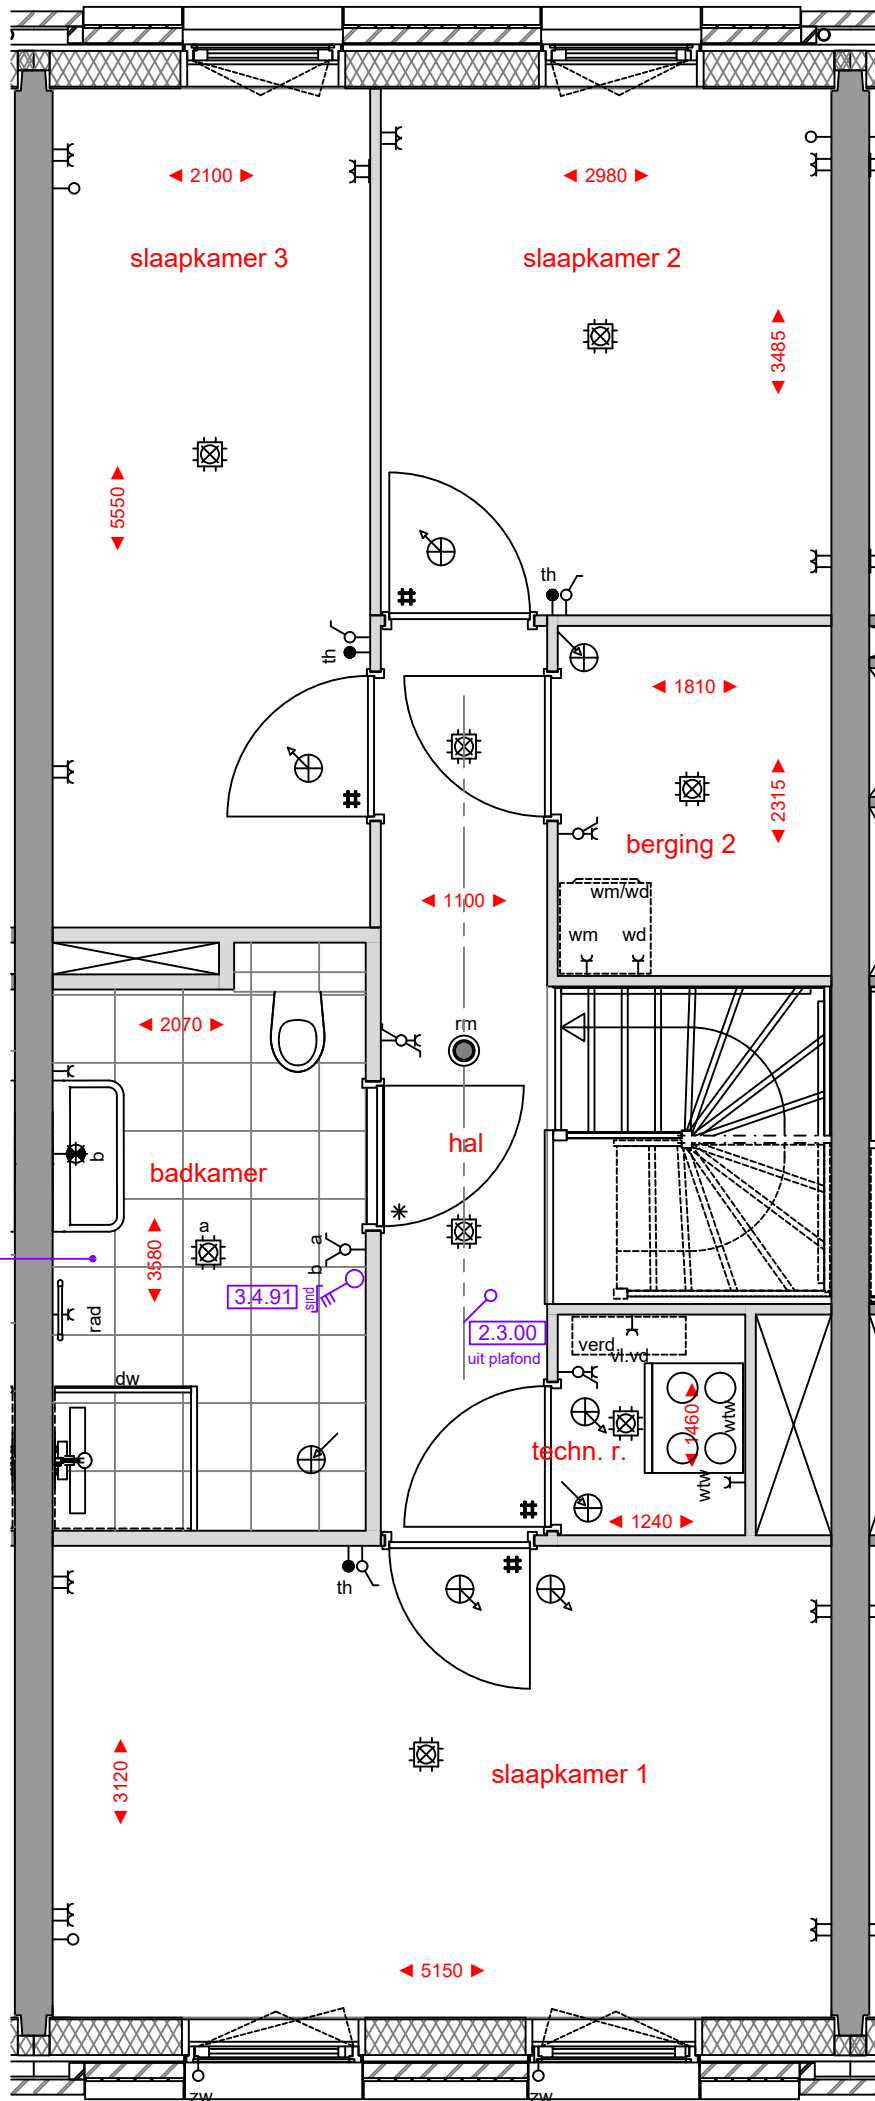 2100
2980
slaapkamer 3
slaapkamer 2
3485
5550
th
th
1810
2315
berging 2
1100
wm/wd
wm
wd
2070
rm
hal
b
badkamer
a
a
b
3580
3.4.91
sind
rad
2.3.00
uit plafond
verd.
vl.vd
dw
1460
wtw
techn. r.
wtw
1240
th
slaapkamer 1
3120
5150
zw
zw